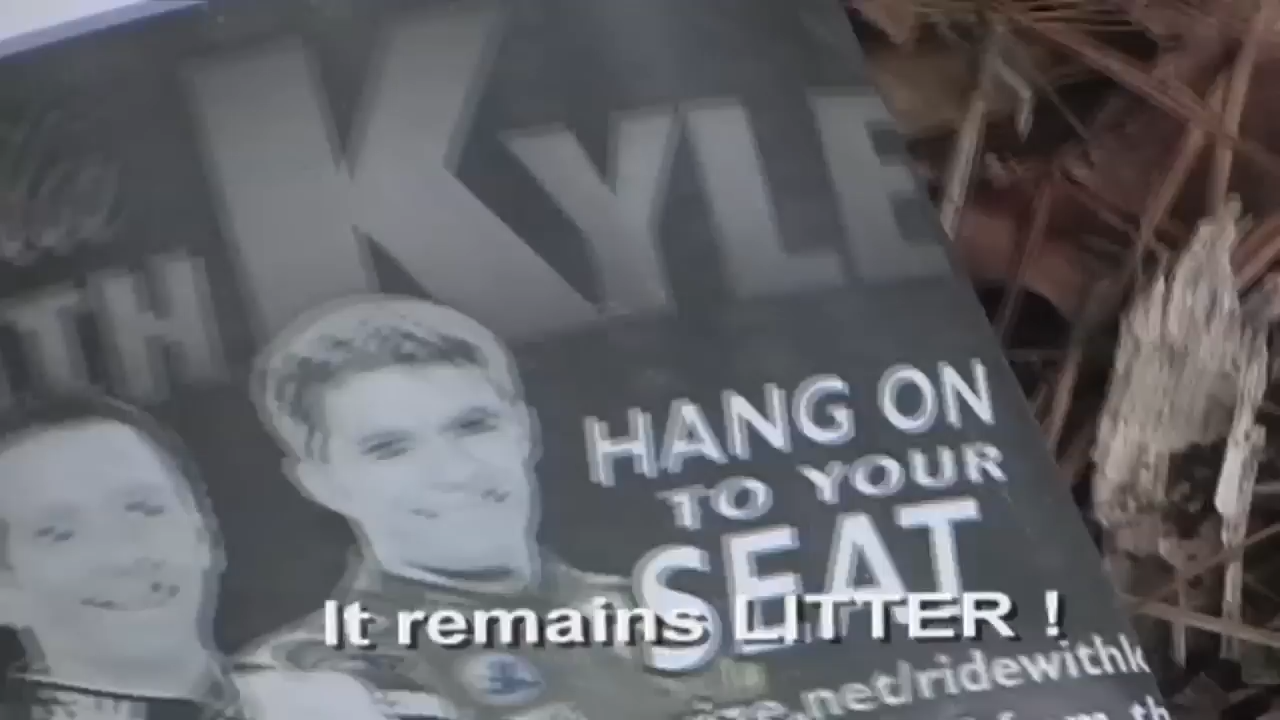 KYLE
TH
HANG ON
TO YOUR
SEAT
It remains LITTER !
.net/ridewithk